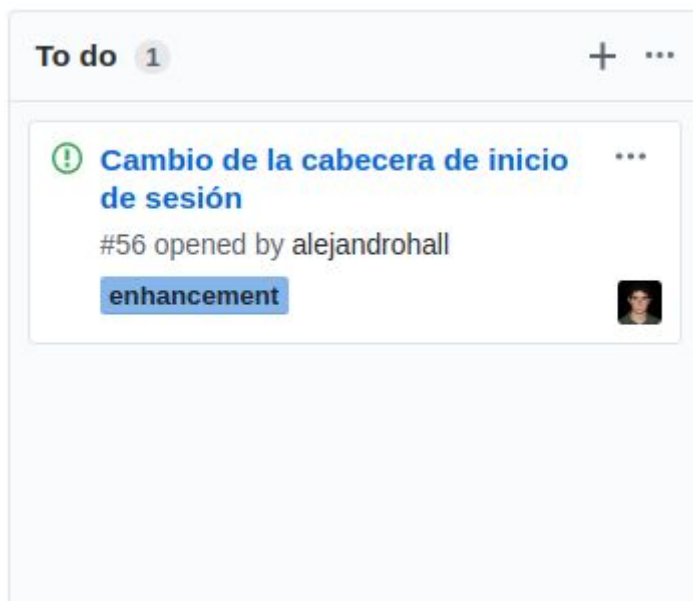 To do 1
Cambio de la cabecera de inicio
de sesión
#56 opened by alejandrohall
enhancement